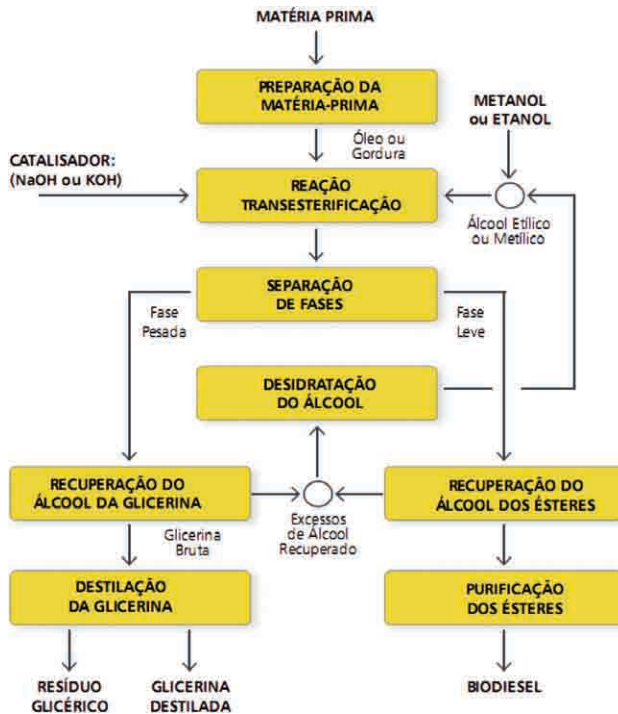 MATÉRIA PRIMA
PREPARAÇÃO DA
MATÉRIA-PRIMA
METANOL
ou ETANOL
Óleo ou
Gordura
CATALISADOR:
(NaOH ou KOH)
REAÇÃO
TRANSESTERIFICAÇÃO
Álcool Etílico
ou Metílico
SEPARAÇÃO
DE FASES
Fase
Pesada
Fase
Leve
DESIDRATAÇÃO
DO ÁLCOOL
RECUPERAÇÃO DO
ÁLCOOL DA GLICERINA
RECUPERAÇÃO DO
ÁLCOOL DOS ÉSTERES
Excessos
de Álcool
Recuperado
Glicerina
Bruta
DESTILAÇÃO
DA GLICERINA
PURIFICAÇÃO
DOS ÉSTERES
RESÍDUO
GLICÉRICO
GLICERINA
DESTILADA
BIODIESEL